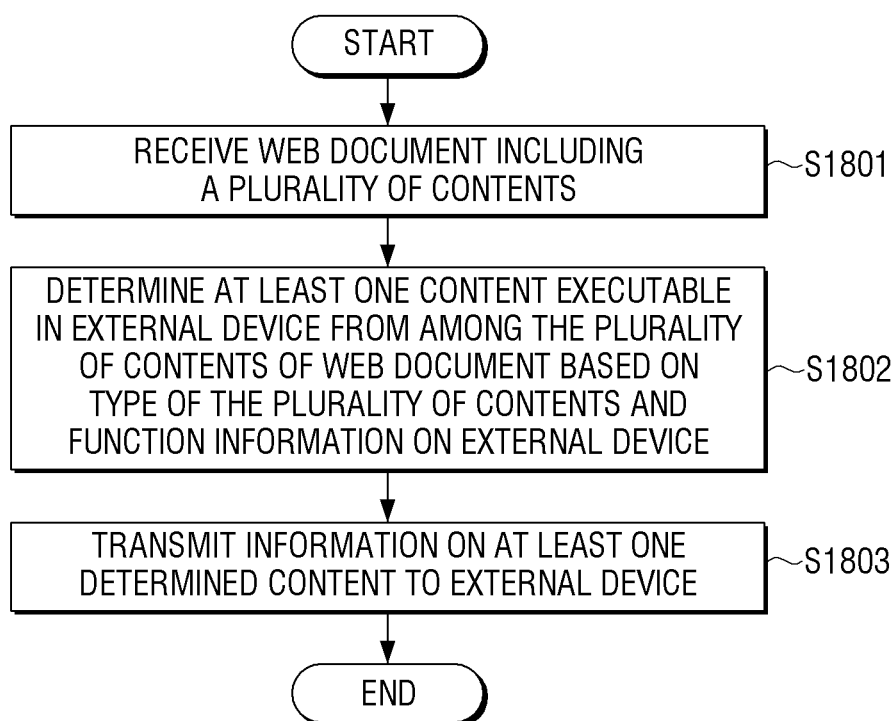 START
RECEIVE WEB DOCUMENT INCLUDING
A PLURALITY OF CONTENTS
S1801
DETERMINE AT LEAST ONE CONTENT EXECUTABLE
IN EXTERNAL DEVICE FROM AMONG THE PLURALITY
OF CONTENTS OF WEB DOCUMENT BASED ON
TYPE OF THE PLURALITY OF CONTENTS AND
FUNCTION INFORMATION ON EXTERNAL DEVICE
S1802
TRANSMIT INFORMATION ON AT LEAST ONE
DETERMINED CONTENT TO EXTERNAL DEVICE
S1803
END